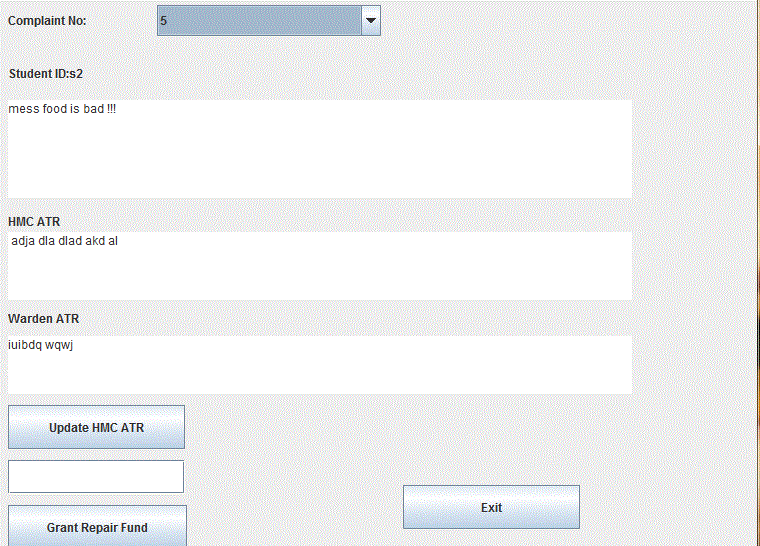 Complaint No:
5
Student ID:s2
mess food is bad !!!
HMC ATR
adja dla dlad akd al
Warden ATR
iuibdq wqwj
Update HMC ATR
Exit
Grant Repair Fund